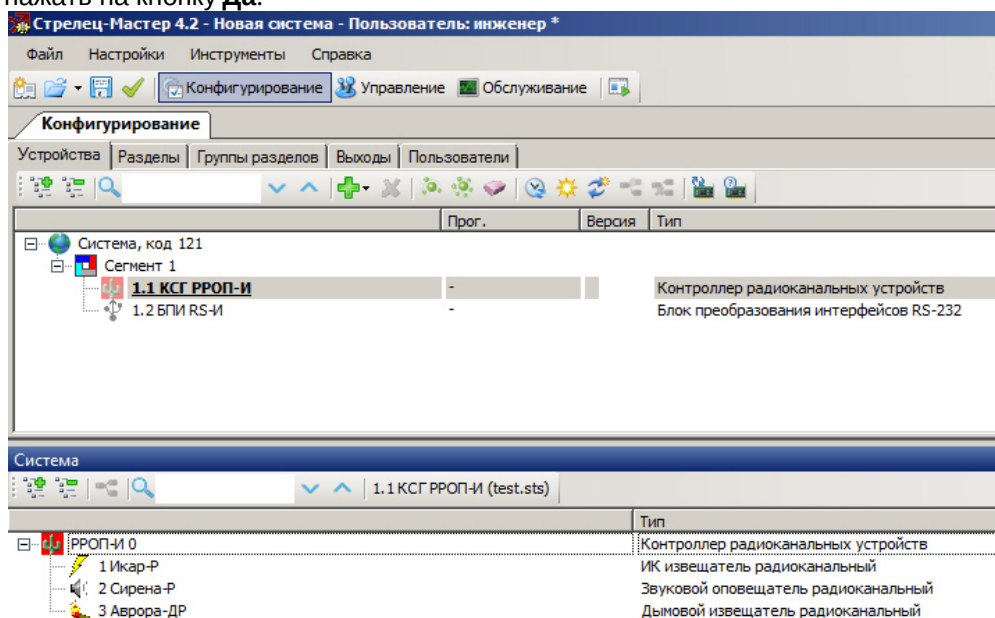 нажать на кнопку Да.
Стрелец-Мастер 4.2 - Новая система - Пользователь: инженер *
Файл Настройки Инструменты Справка
Конфигурирование Управление Обслуживание
Конфигурирование
Устройства Разделы Группы разделов Выходы Пользователи
Прог. Версия Тип
Система, код 121
Сегмент 1
1.1 КСГ РРОП-И - Контроллер радиоканальных устройств
1.2 БПИ RS-И - Блок преобразования интерфейсов RS-232
Система
1.1 КСГ РРОП-И (test.sts)
Тип
РРОП-И 0 Контроллер радиоканальных устройств
1 Икар-Р ИК извещатель радиоканальный
2 Сирена-Р Звуковой оповещатель радиоканальный
3 Аврора-ДР Дымовой извещатель радиоканальный